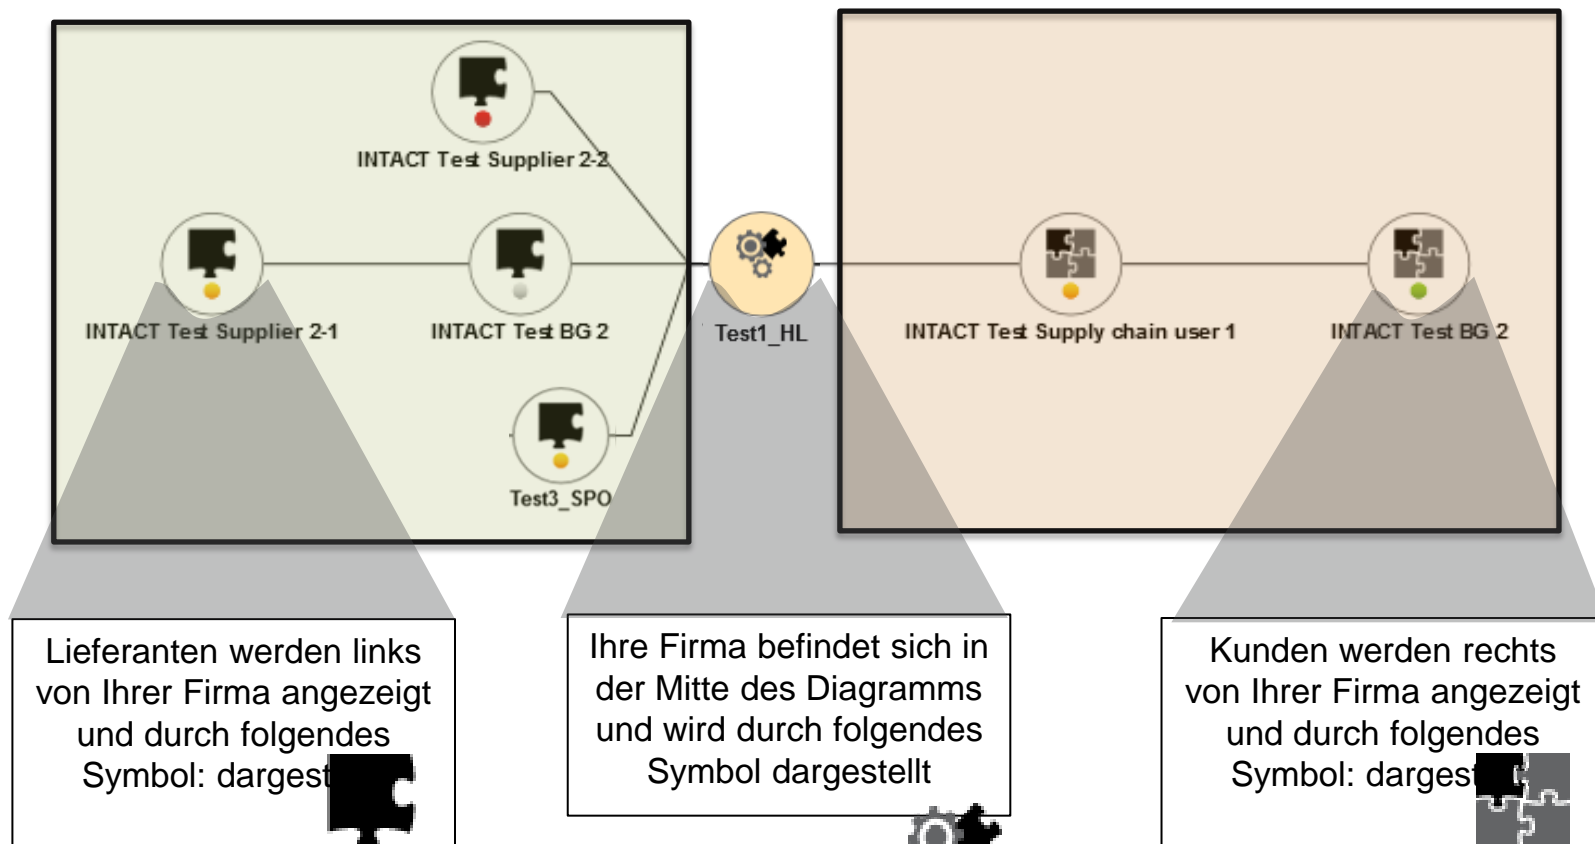 INTACT Test Supplier 2-2
INTACT Test Supplier 2-1
INTACT Test BG 2
Test1_HL
INTACT Test Supply chain user 1
INTACT Test BG 2
Test3_SPO
Lieferanten werden links
von Ihrer Firma angezeigt
und durch folgendes
Symbol: dargest
Ihre Firma befindet sich in
der Mitte des Diagramms
und wird durch folgendes
Symbol dargestellt
Kunden werden rechts
von Ihrer Firma angezeigt
und durch folgendes
Symbol: darges